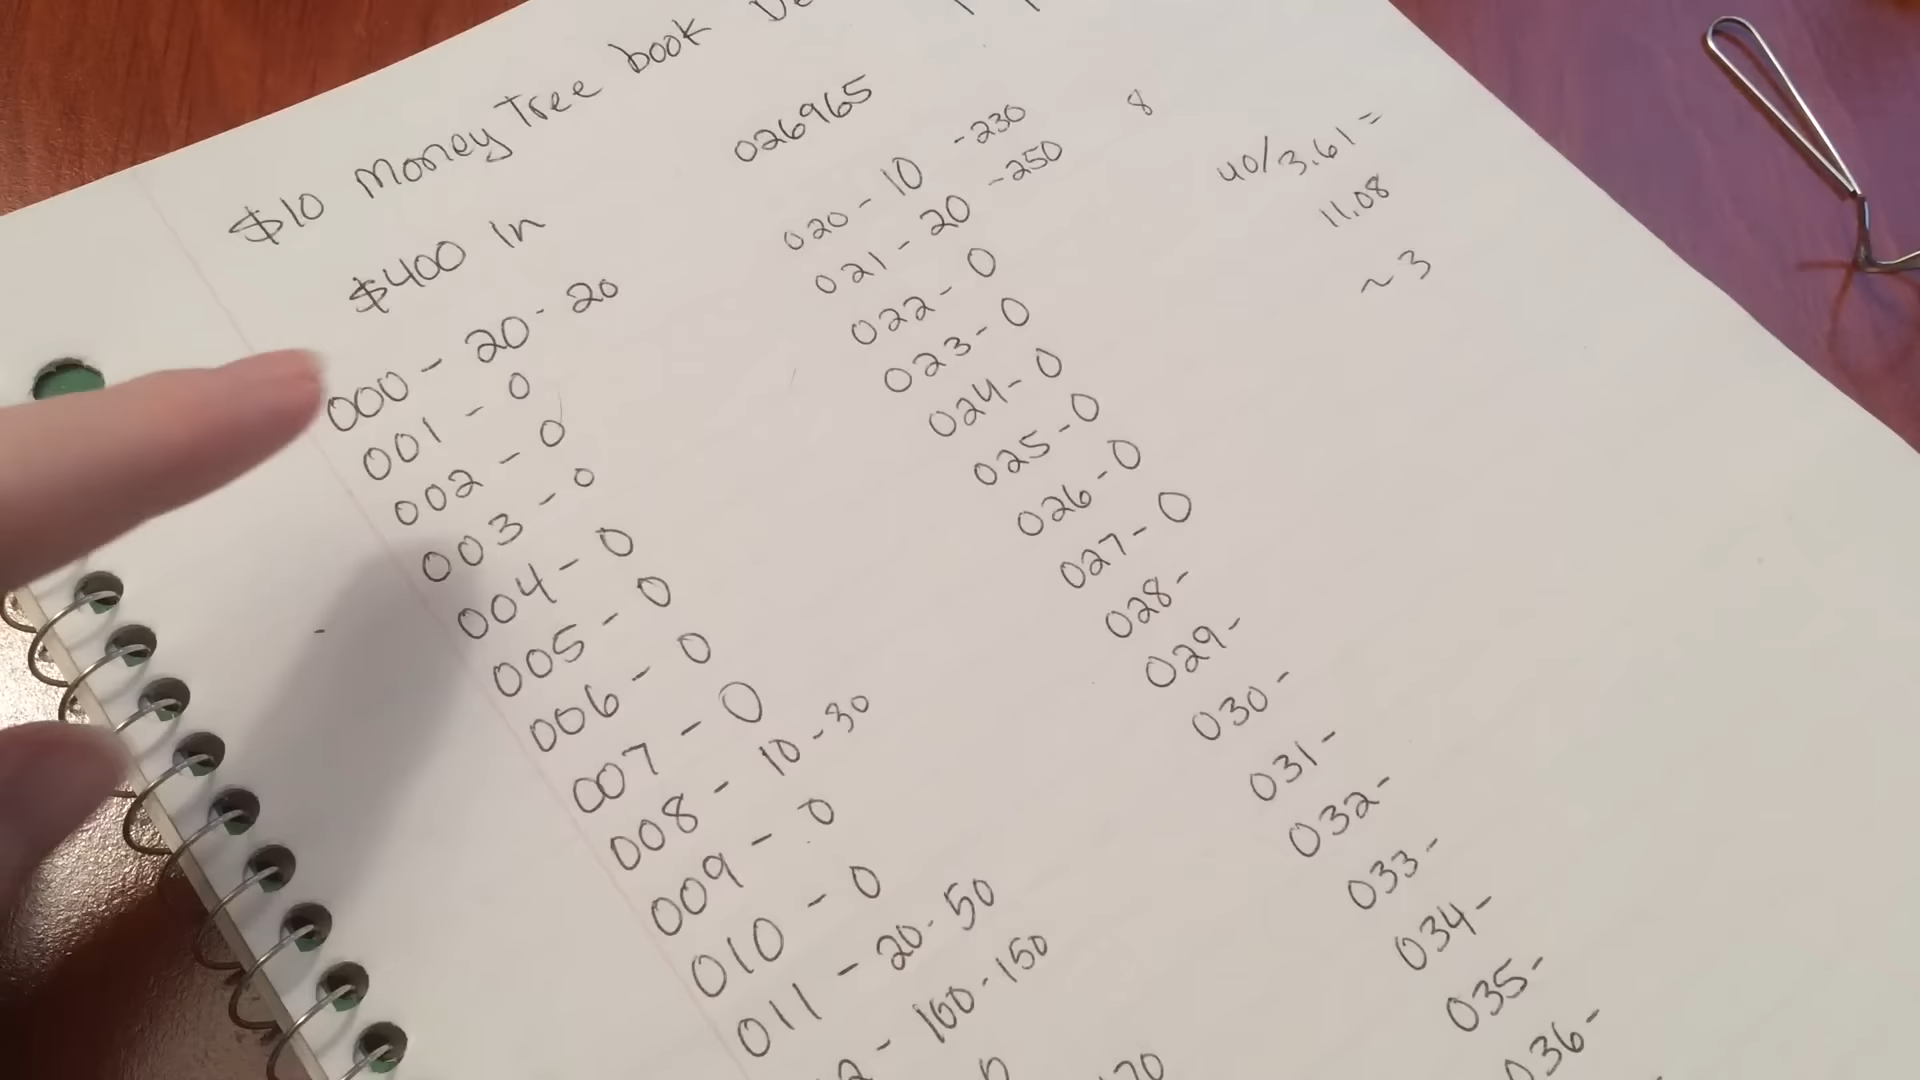 $10 Money Tree book
$400 In
000 - 20 - 20
001 - 0
002 - 0
003 - 0
004 - 0
005 - 0
006 - 0
007 - 0
008 - 10 - 30
009 - 0
010 - 0
011 - 20 - 50
2 - 100 - 150
026965
020 - 10 - 230
021 - 20 - 250
022 - 0
023 - 0
024 - 0
025 - 0
026 - 0
027 - 0
028 -
029 -
030 -
031 -
032 -
033 -
034 -
035 -
036 -
8
40/3.61 =
11.08
~ 3